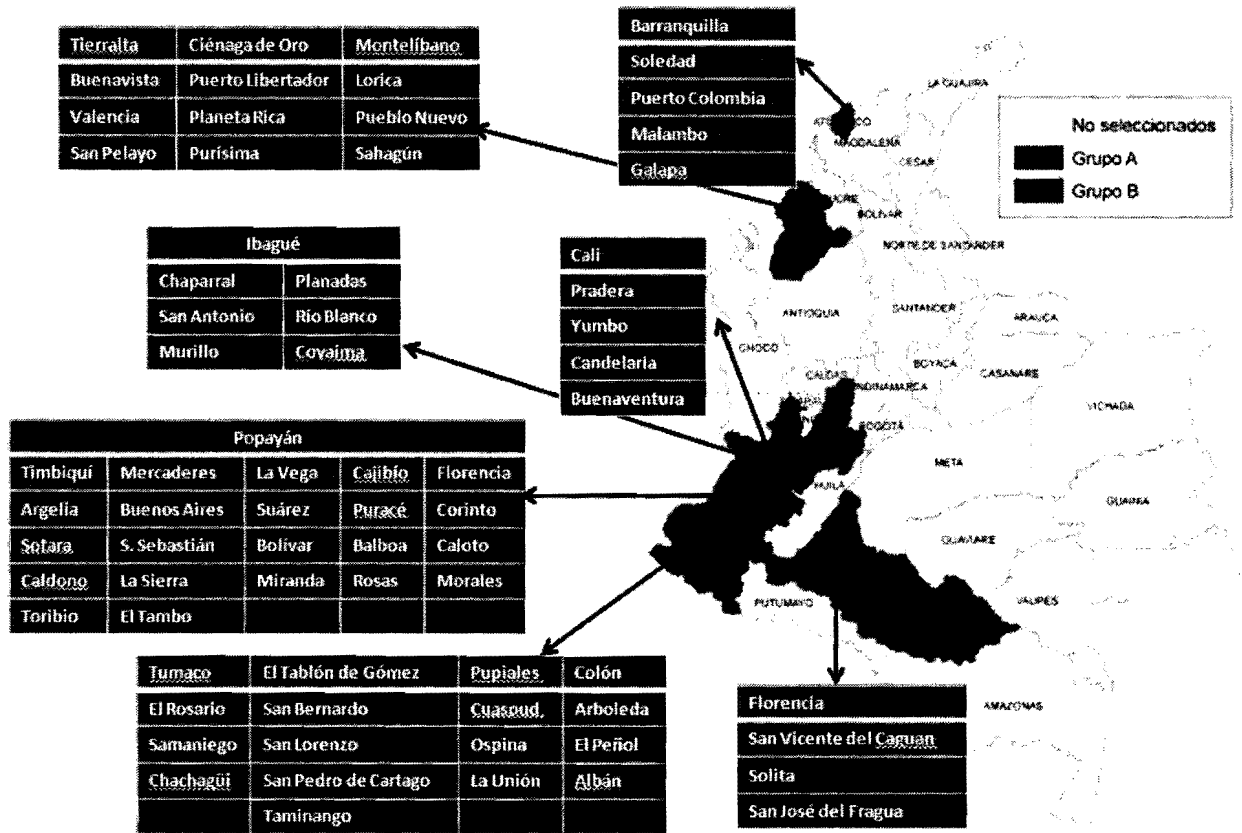 Tierralta Ciénaga de Oro Montelíbano
Buenavista Puerto Libertador Lorica
Valencia Planeta Rica Pueblo Nuevo
San Pelayo Purísima Sahagún
Barranquilla
Soledad
Puerto Colombia
Malambo
Galapa
No seleccionados
Grupo A
Grupo B
Ibagué
Chaparral Planadas
San Antonio Río Blanco
Murillo Coyaima
Cali
Pradera
Yumbo
Candelaria
Buenaventura
Popayán
Timbiquí Mercaderes La Vega Cajibío Florencia
Argelia Buenos Aires Suárez Puracé Corinto
Sotara S. Sebastián Bolívar Balboa Caloto
Caldono La Sierra Miranda Rosas Morales
Toribio El Tambo
Tumaco El Tablón de Gómez Pupiales Colón
El Rosario San Bernardo Cuaspud, Arboleda
Samaniego San Lorenzo Ospina El Peñol
Chachagüí San Pedro de Cartago La Unión Albán
Taminango
Florencia
San Vicente del Caguan
Solita
San José del Fragua
LA GUAJIRA
MAGDALENA
CESAR
UCRE
BOLIVAR
NORTE DE SANTANDER
ANTIOQUIA
SANTANDER
ARAUCA
CHOCO
BOYACA
CALDAS
CASANARE
NDINAMARCA
VICHADA
BOGOTÁ
META
HUILA
GUAINIA
GUAVIARE
PUTUMAYO
VAUPES
AMAZONAS